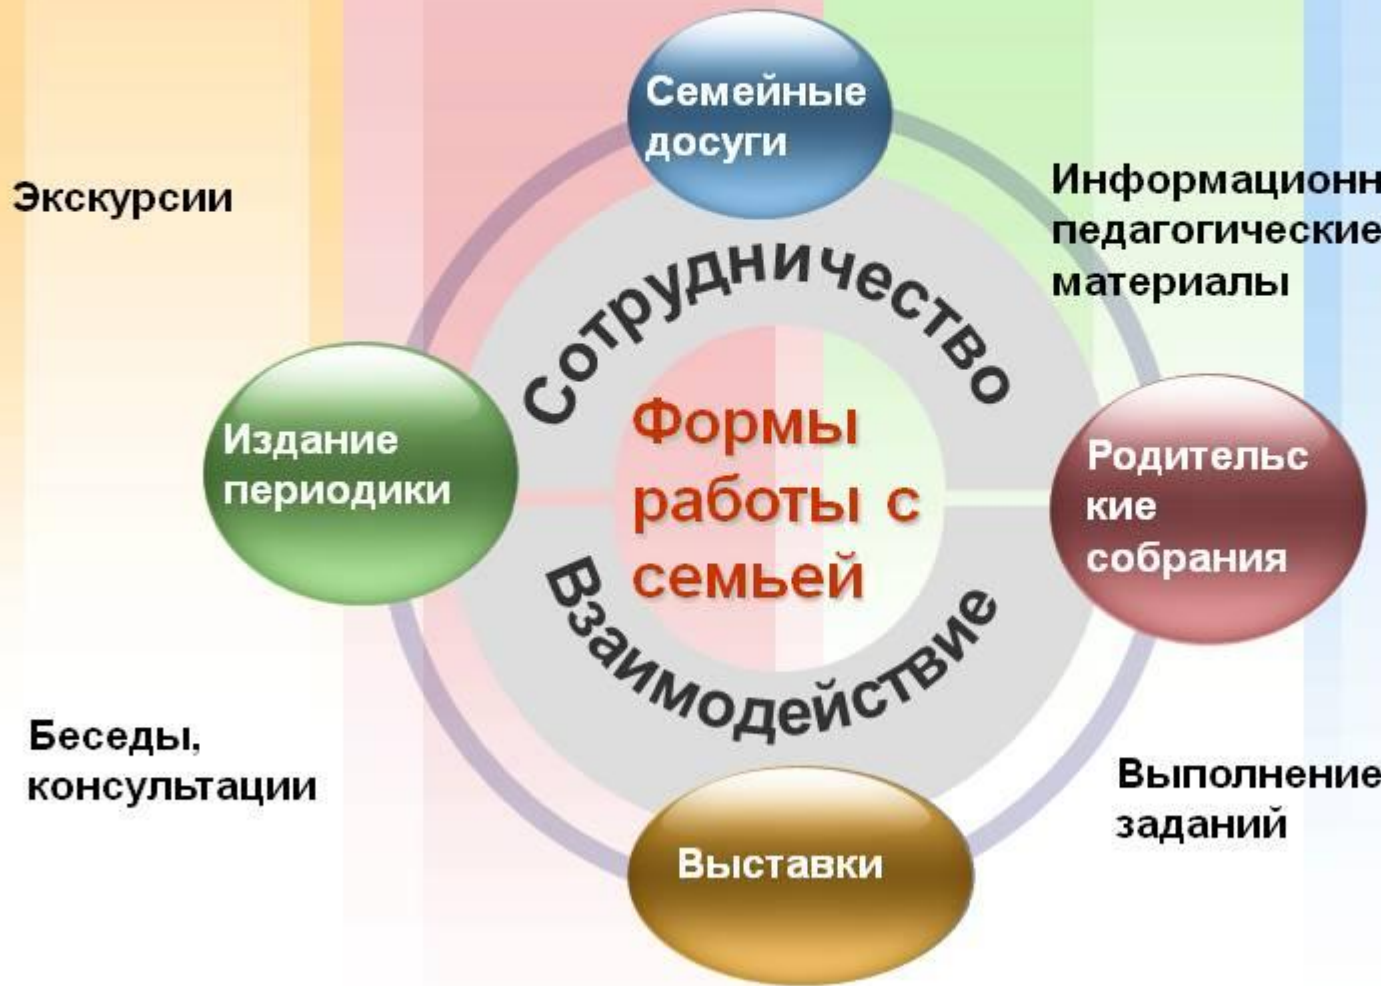 Семейные
досуги
Экскурсии
Информационн
педагогические
материалы
Сотрудничество
Издание
периодики
Формы
работы с
семьей
Родительс
кие
собрания
Взаимодействие
Беседы,
консультации
Выполнение
заданий
Выставки